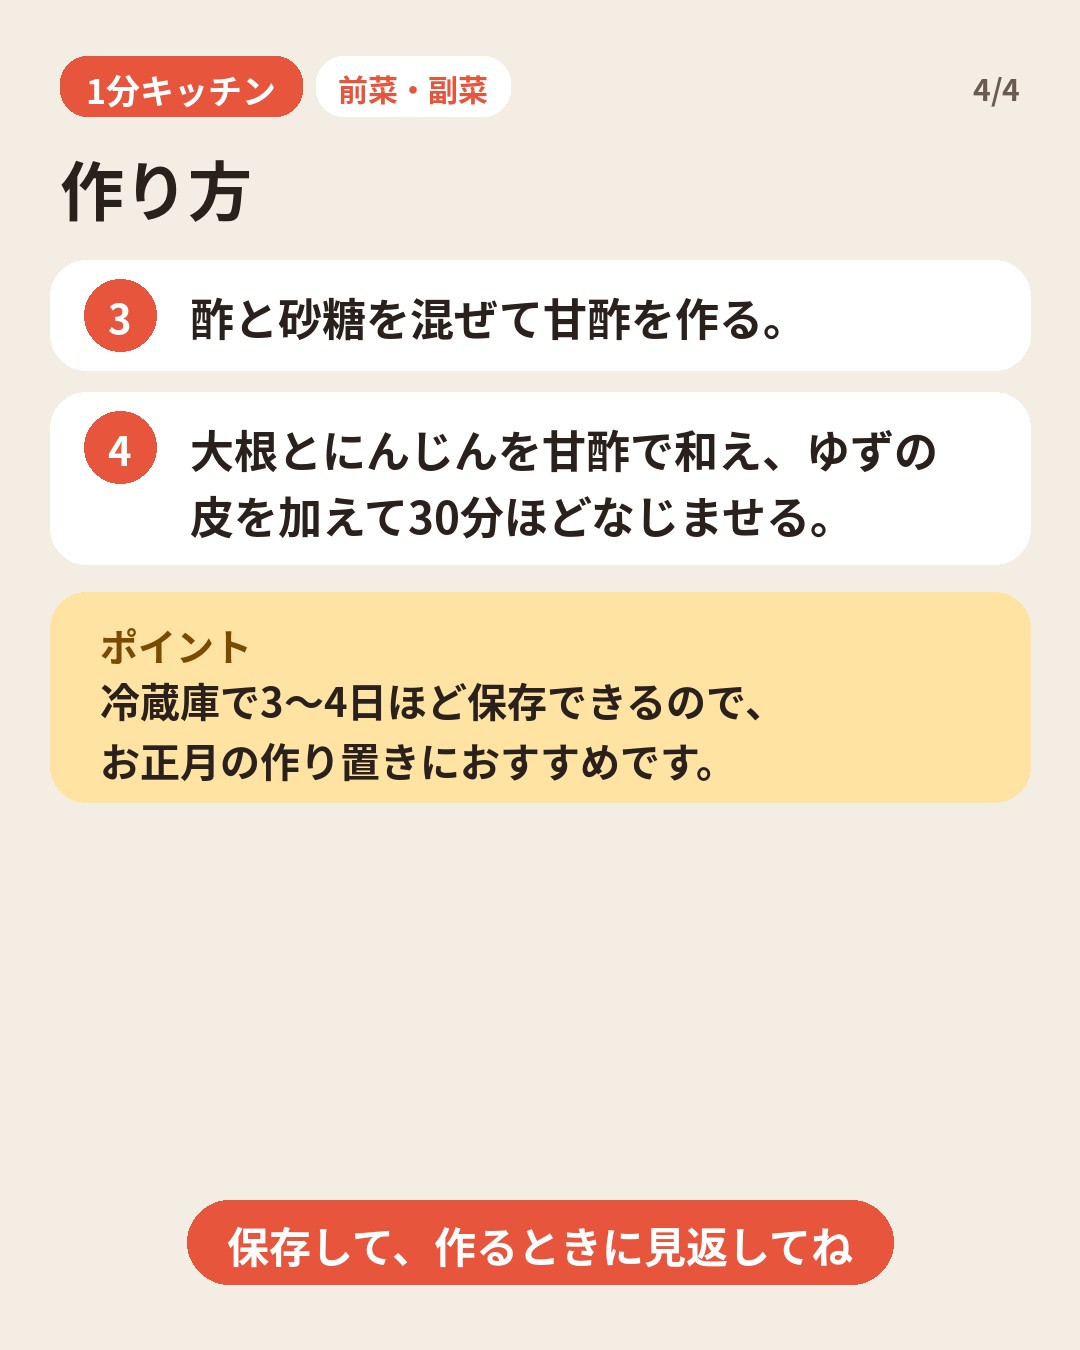 1分キッチン
前菜・副菜
4/4
作り方
3
酢と砂糖を混ぜて甘酢を作る。
4
大根とにんじんを甘酢で和え、ゆずの
皮を加えて30分ほどなじませる。
ポイント
冷蔵庫で3〜4日ほど保存できるので、
お正月の作り置きにおすすめです。
保存して、作るときに見返してね